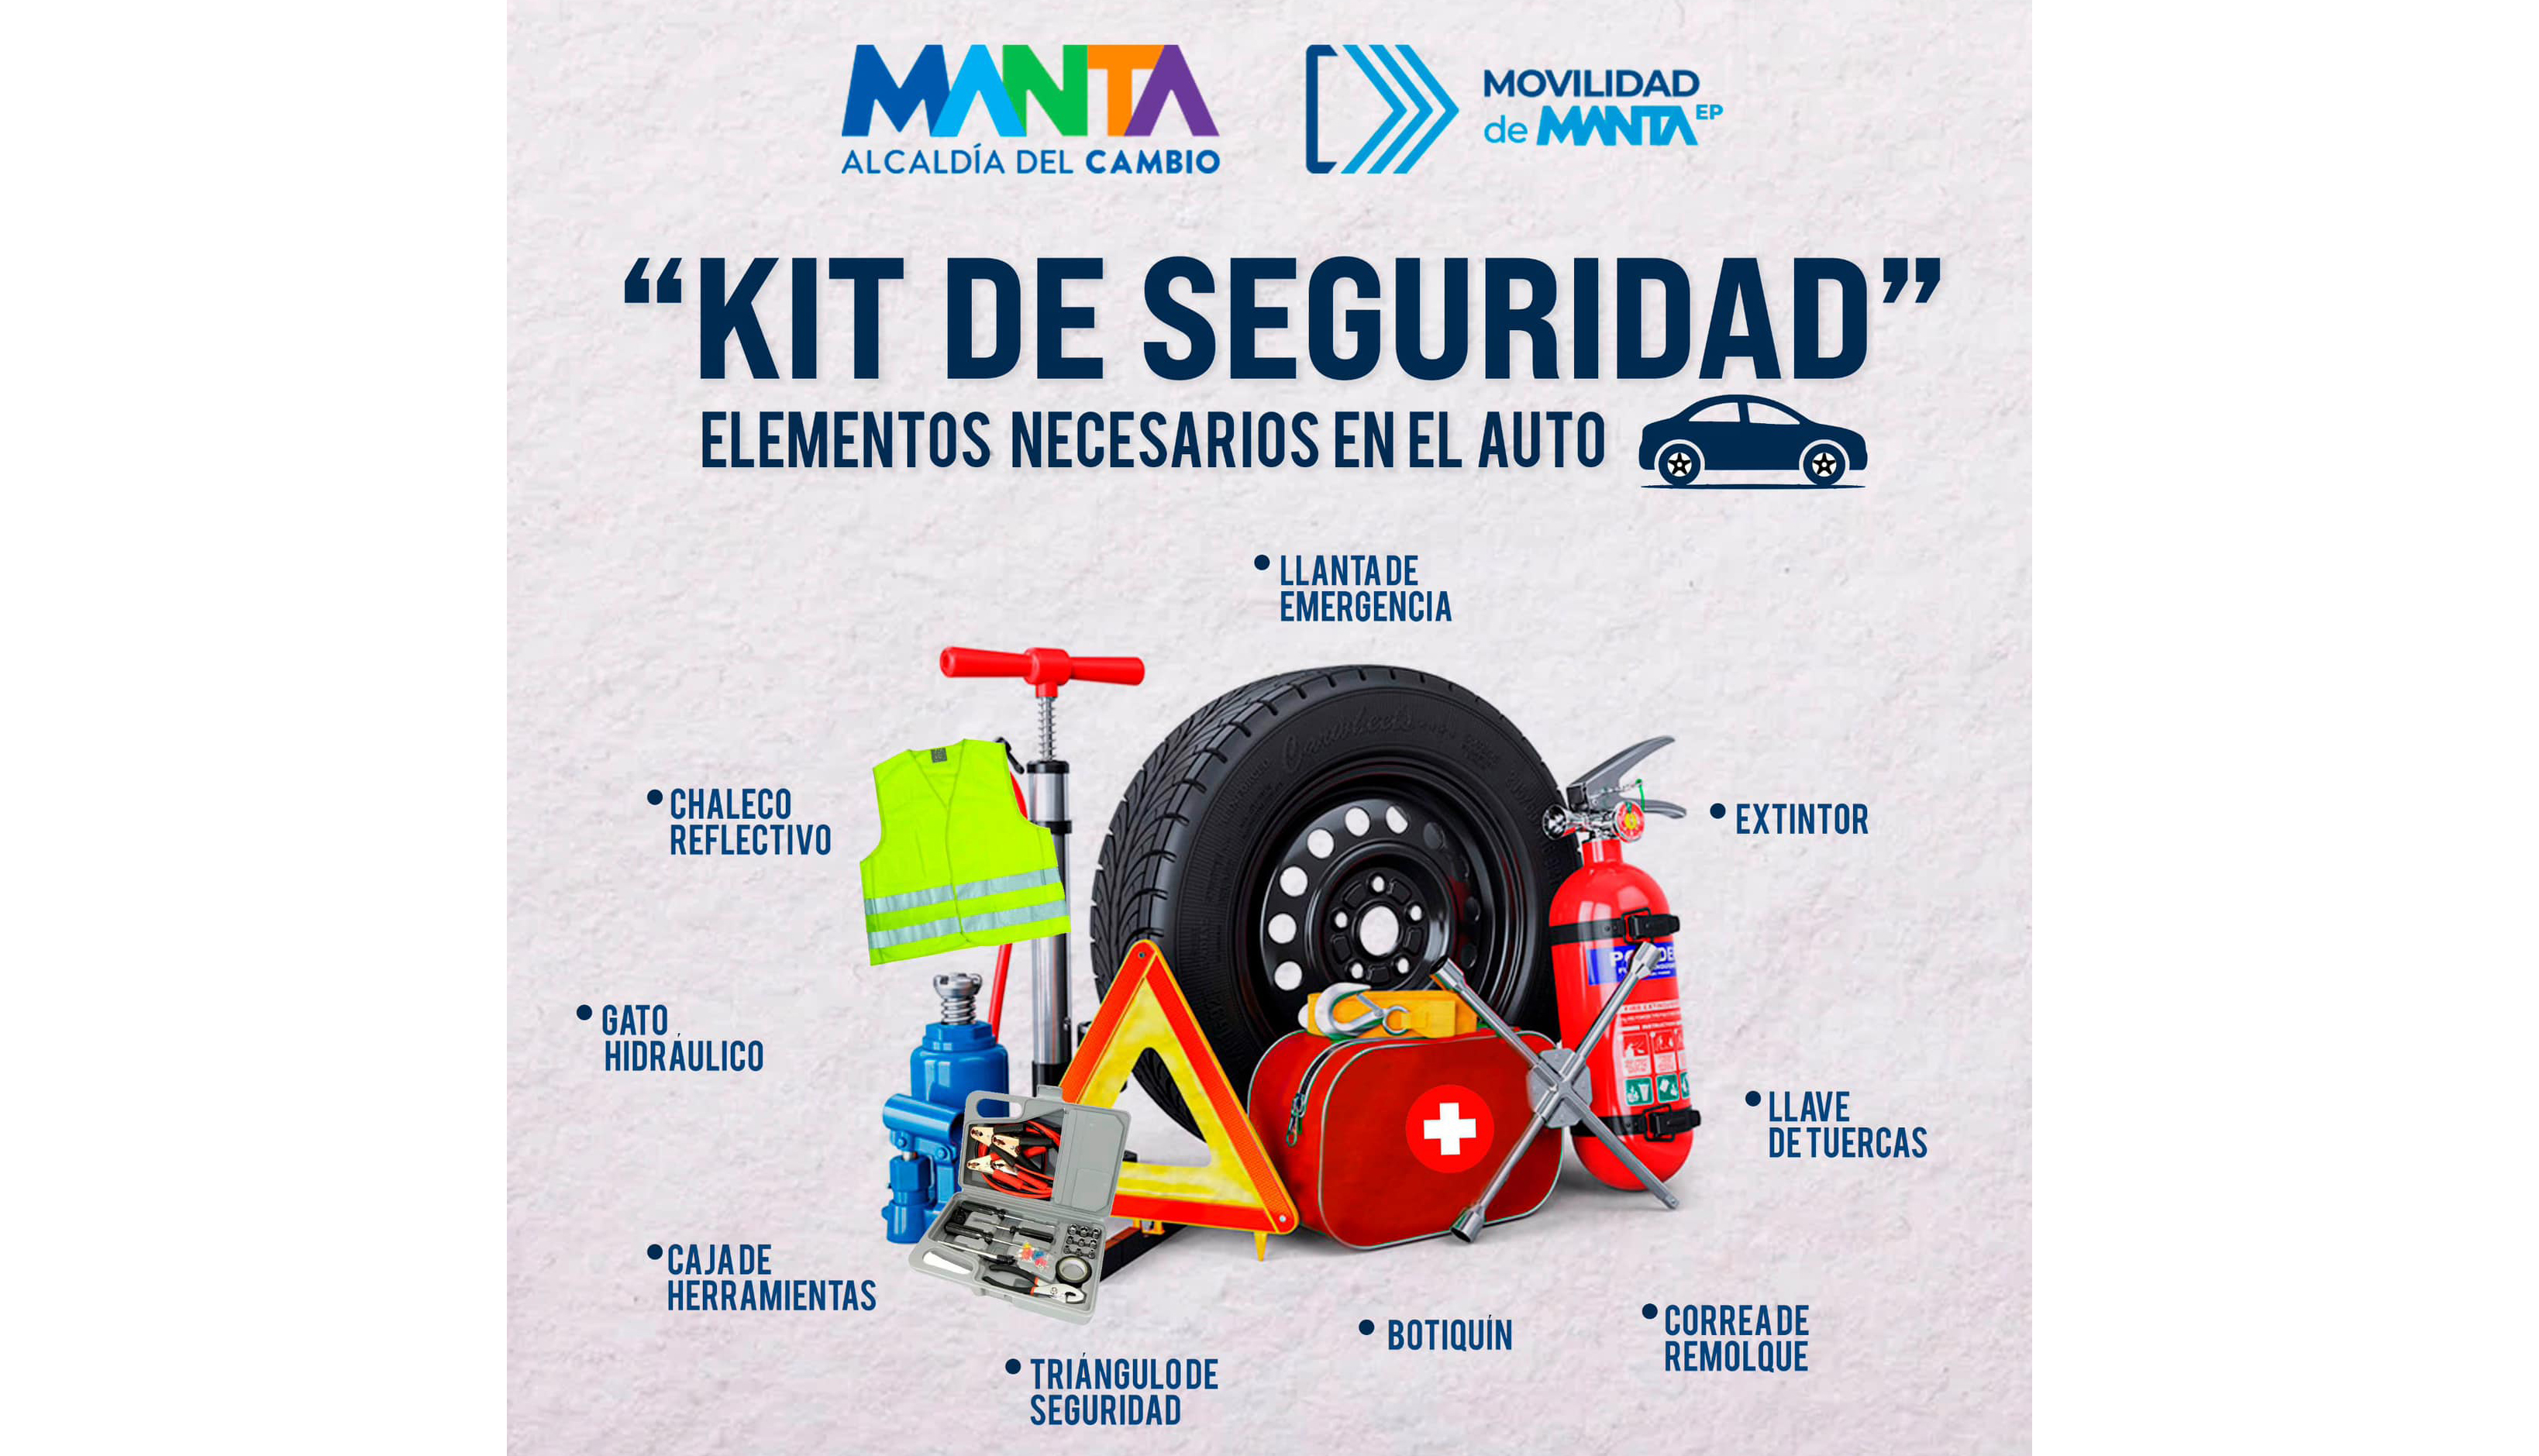 MANTA
ALCALDÍA DEL CAMBIO
MOVILIDAD
de MANTA EP
“KIT DE SEGURIDAD”
ELEMENTOS NECESARIOS EN EL AUTO
• LLANTA DE
EMERGENCIA
• CHALECO
REFLECTIVO
• EXTINTOR
• GATO
HIDRÁULICO
• LLAVE
DE TUERCAS
• CAJA DE
HERRAMIENTAS
• TRIÁNGULO DE
SEGURIDAD
• BOTIQUÍN
• CORREA DE
REMOLQUE